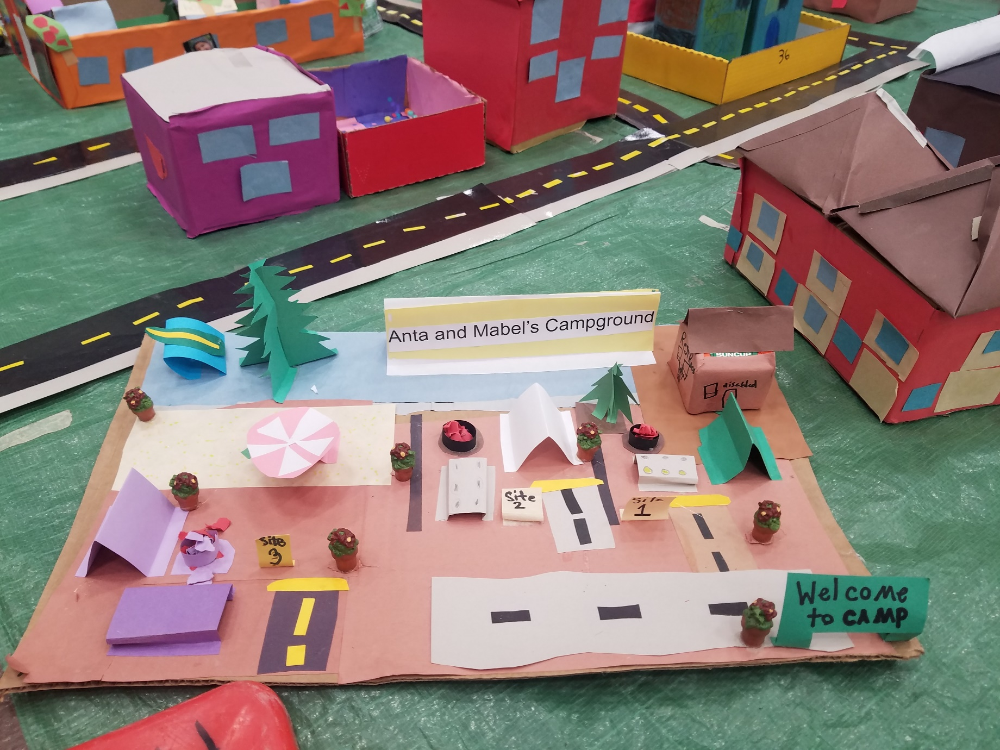 36
Anta and Mabel's Campground
SUNCUP
disabled
Site
2
Site
1
Site
3
Welcome
to CAMP